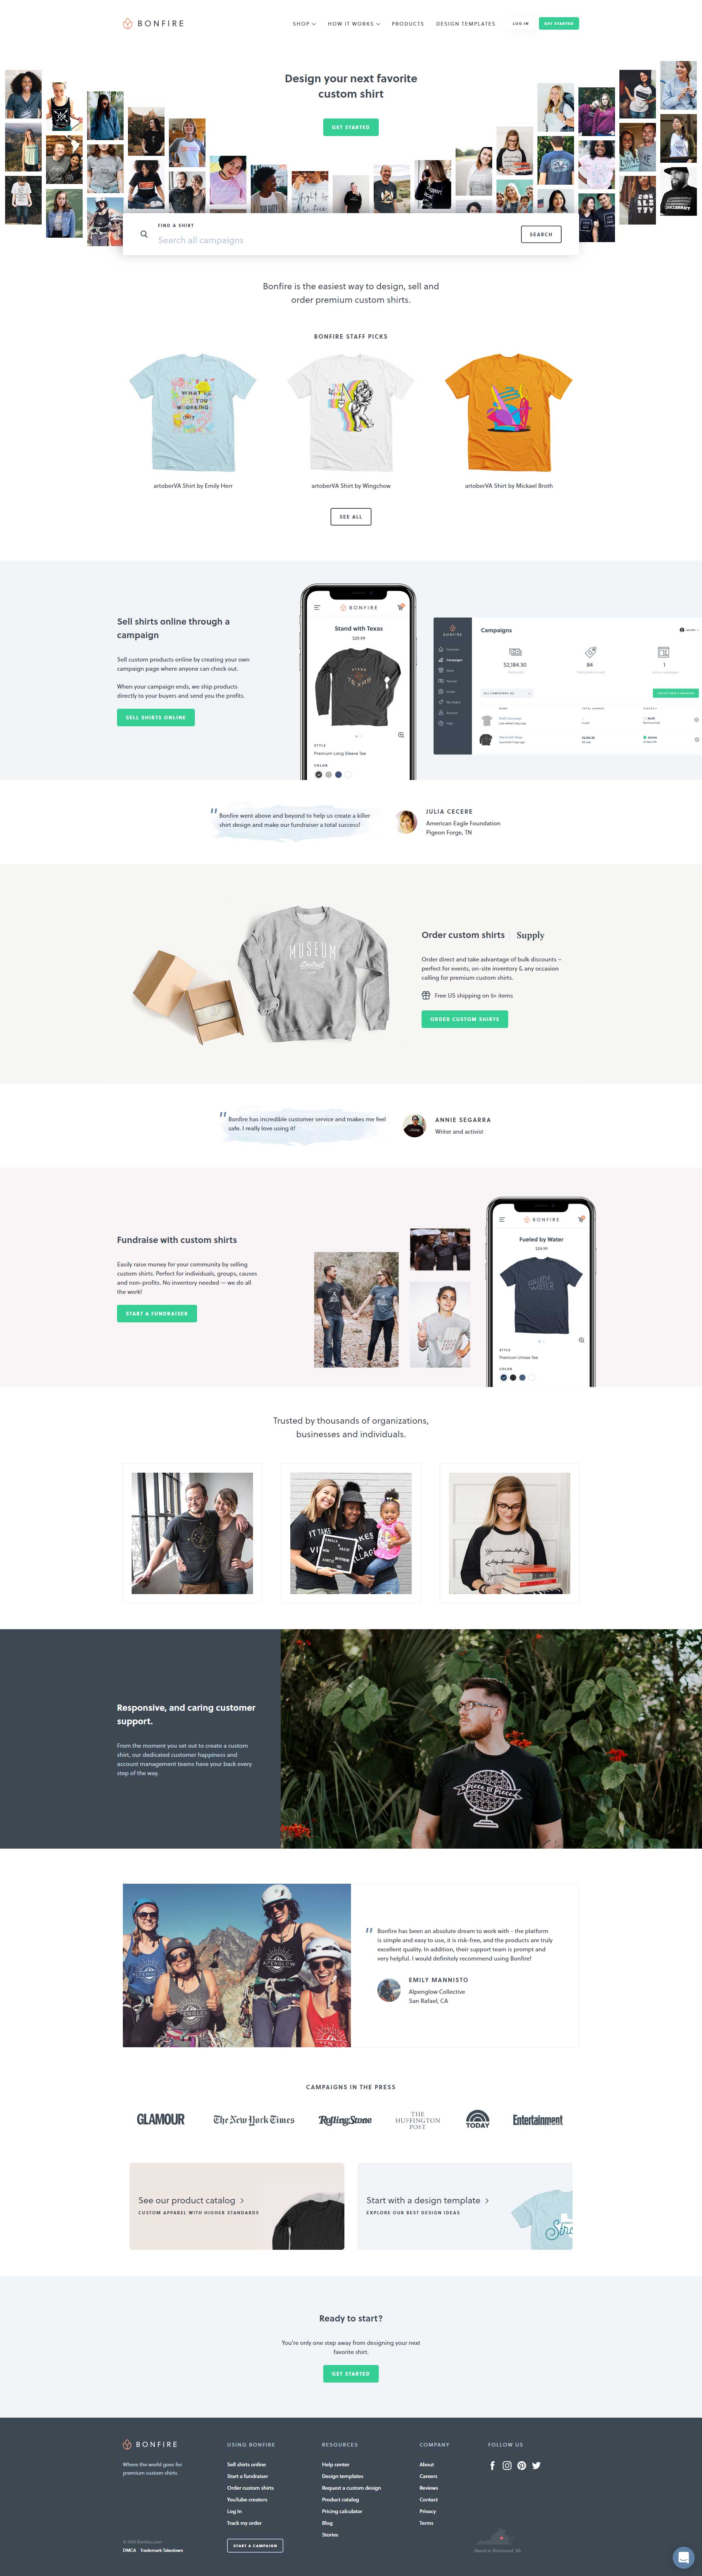 BONFIRE
SHOP
HOW IT WORKS
PRODUCTS
DESIGN TEMPLATES
LOG IN
GET STARTED
Design your next favorite
custom shirt
GET STARTED
FIND A SHIRT
Search all campaigns
SEARCH
Bonfire is the easiest way to design, sell and
order premium custom shirts.
BONFIRE STAFF PICKS
artoberVA Shirt by Emily Herr
artoberVA Shirt by Wingchow
artoberVA Shirt by Mickael Broth
SEE ALL
Sell shirts online through a
campaign
Sell custom products online by creating your own
campaign page where anyone can check out.
When your campaign ends, we ship products
directly to your buyers and send you the profits.
SELL SHIRTS ONLINE
BONFIRE
Stand with Texas
$29.99
STAND
TEXAS
STYLE
Premium Long Sleeve Tee
COLOR
BONFIRE
Overview
Campaigns
Campaigns
$2,184.30
84
1
"Bonfire went above and beyond to help us create a killer
shirt design and make our fundraiser a total success!
JULIA CECERE
American Eagle Foundation
Pigeon Forge, TN
MUSEUM
District
Order custom shirts | Supply
Order direct and take advantage of bulk discounts –
perfect for events, on-site inventory & any occasion
calling for premium custom shirts.
Free US shipping on 5+ items
ORDER CUSTOM SHIRTS
"Bonfire has incredible customer service and makes me feel
safe. I really love using it!
ANNIE SEGARRA
Writer and activist
Fundraise with custom shirts
Easily raise money for your community by selling
custom shirts. Perfect for individuals, groups, causes
and non-profits. No inventory needed — we do all
the work!
START A FUNDRAISER
BONFIRE
Fueled by Water
$24.99
STYLE
Premium Unisex Tee
COLOR
Trusted by thousands of organizations,
businesses and individuals.
IT TAKES
VILLAGE
Responsive, and caring customer
support.
From the moment you set out to create a custom
shirt, our dedicated customer happiness and
account management teams have your back every
step of the way.
Piece by Piece
ALPENGLOW
"Bonfire has been an absolute dream to work with - the platform
is simple and easy to use, it is risk-free, and the products are truly
excellent quality. In addition, their support team is prompt and
very helpful. I would definitely recommend using Bonfire!
EMILY MANNISTO
Alpenglow Collective
San Rafael, CA
CAMPAIGNS IN THE PRESS
GLAMOUR
The New York Times
RollingStone
THE
HUFFINGTON
POST
TODAY
Entertainment
See our product catalog
CUSTOM APPAREL WITH HIGHER STANDARDS
Start with a design template
EXPLORE OUR BEST DESIGN IDEAS
Ready to start?
You're only one step away from designing your next
favorite shirt.
GET STARTED
BONFIRE
Where the world goes for
premium custom shirts
© 2019 Bonfire.com
DMCA
Trademark Takedown
USING BONFIRE
Sell shirts online
Start a fundraiser
Order custom shirts
YouTube creators
Log In
Track my order
START A CAMPAIGN
RESOURCES
Help center
Design templates
Request a custom design
Product catalog
Pricing calculator
Blog
Stories
COMPANY
About
Careers
Reviews
Contact
Privacy
Terms
FOLLOW US
Based in Richmond, VA